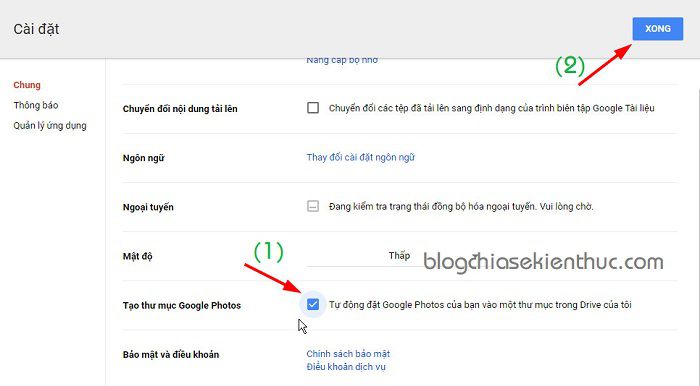 Cài đặt
XONG
Nâng cấp bộ nhớ
(2)
Chung
Thông báo
Quản lý ứng dụng
Chuyển đổi nội dung tải lên
Chuyển đổi các tệp đã tải lên sang định dạng của trình biên tập Google Tài liệu
Ngôn ngữ
Thay đổi cài đặt ngôn ngữ
Ngoại tuyến
Đang kiểm tra trạng thái đồng bộ hóa ngoại tuyến. Vui lòng chờ.
(1)
Mật độ
Thấp
blogchiasekienthuc.com
Tạo thư mục Google Photos
Tự động đặt Google Photos của bạn vào một thư mục trong Drive của tôi
Bảo mật và điều khoản
Chính sách bảo mật
Điều khoản dịch vụ